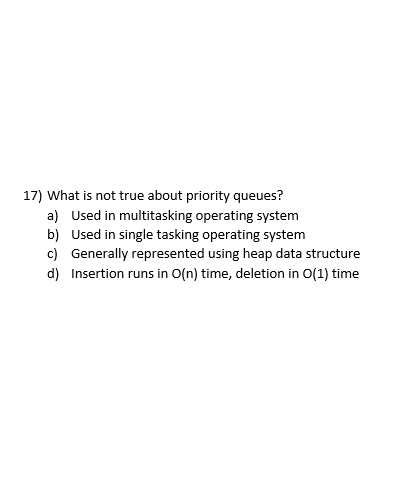 17) What is not true about priority queues?
a) Used in multitasking operating system
b) Used in single tasking operating system
c) Generally represented using heap data structure
d) Insertion runs in O(n) time, deletion in O(1) time